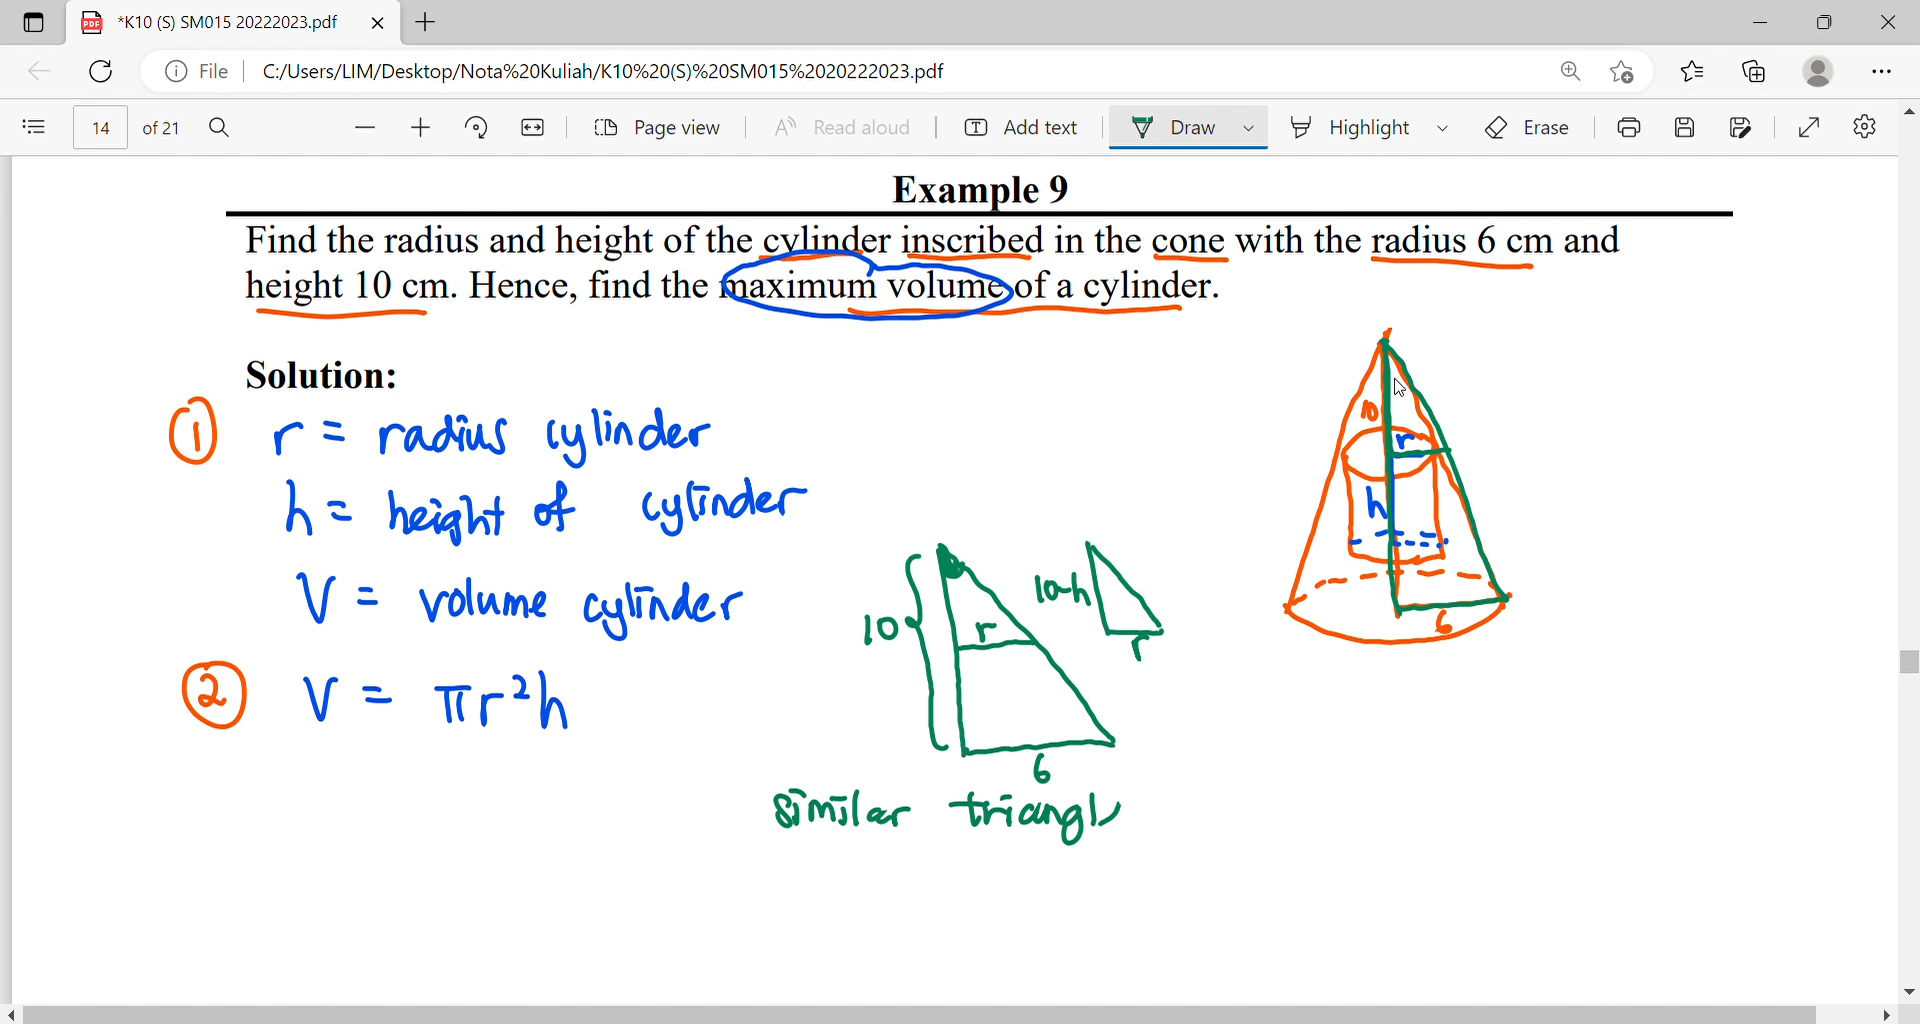 *K10 (S) SM015 20222023.pdf
File
C:/Users/LIM/Desktop/Nota%20Kuliah/K10%20(S)%20SM015%2020222023.pdf
14 of 21
Page view
Read aloud
Add text
Draw
Highlight
Erase
Example 9
Find the radius and height of the cylinder inscribed in the cone with the radius 6 cm and
height 10 cm. Hence, find the maximum volume of a cylinder.
Solution:
① r = radius cylinder
h = height of cylinder
V = volume cylinder
② V = πr²h
10
r
6
10-h
r
similar triangl
10
r
h
6